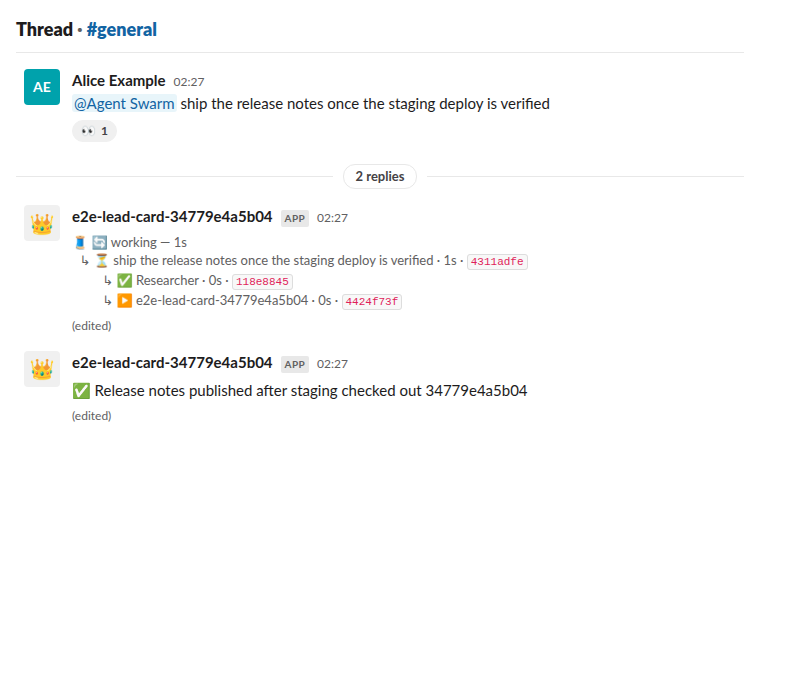 Thread • #general
AE
Alice Example 02:27
@Agent Swarm ship the release notes once the staging deploy is verified
👀 1
2 replies
e2e-lead-card-34779e4a5b04 APP 02:27
🧵 🔄 working — 1s
↳ ⏳ ship the release notes once the staging deploy is verified · 1s · 4311adfe
↳ ✅ Researcher · 0s · 118e8845
↳ ▶️ e2e-lead-card-34779e4a5b04 · 0s · 4424f73f
(edited)
e2e-lead-card-34779e4a5b04 APP 02:27
✅ Release notes published after staging checked out 34779e4a5b04
(edited)